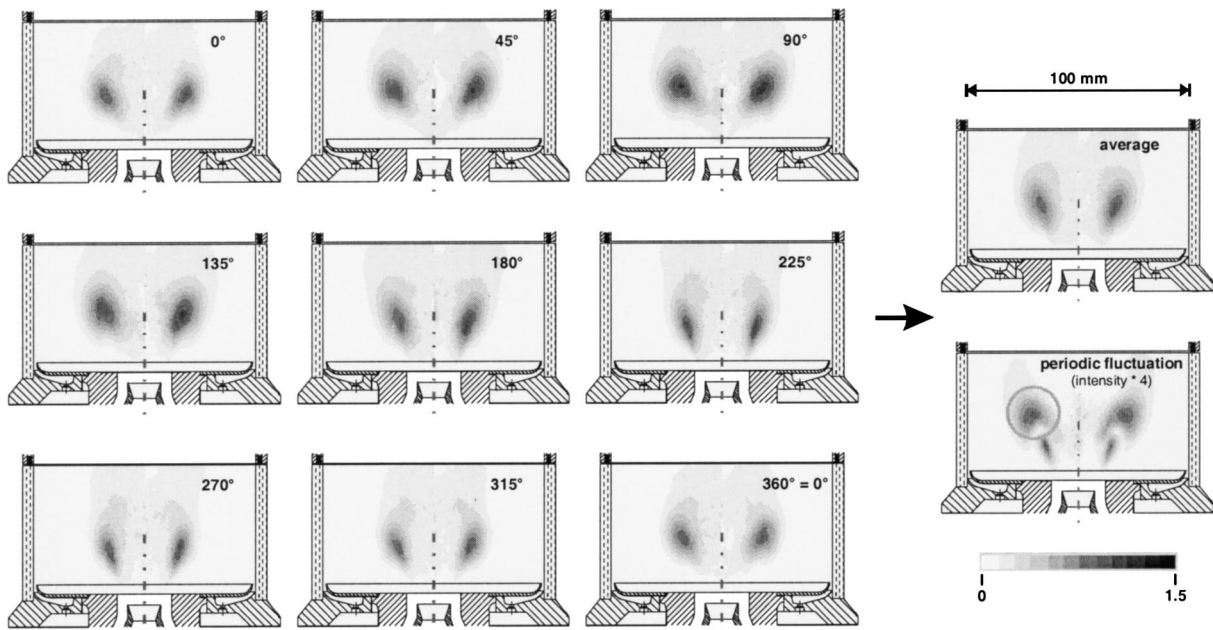 0°
45°
90°
135°
180°
225°
270°
315°
360° = 0°
100 mm
average
periodic fluctuation
(intensity * 4)
0
1.5